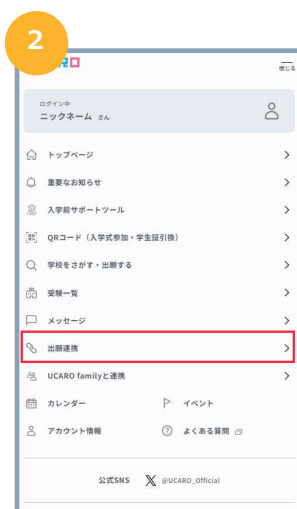 2
RO
閉じる
ログイン中
ニックネーム さん
トップページ
重要なお知らせ
入学前サポートツール
QRコード（入学式参加・学生証引換）
学校をさがす・出願する
受験一覧
メッセージ
出願連携
UCARO familyと連携
カレンダー イベント
アカウント情報 よくある質問
公式SNS @UCARO_Official